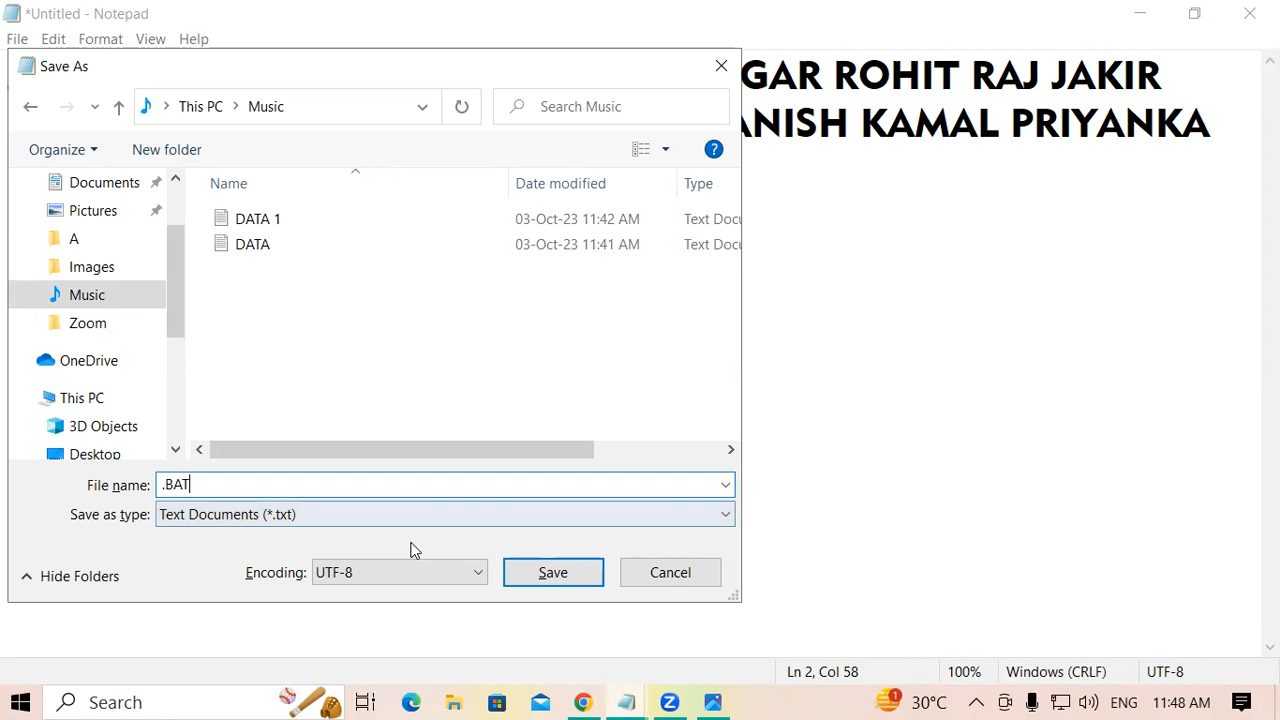 *Untitled - Notepad
File Edit Format View Help
Save As
GAR ROHIT RAJ JAKIR
ANISH KAMAL PRIYANKA
This PC Music
Search Music
Organize New folder
Name Date modified Type
Documents
Pictures
A
Images
Music
Zoom
OneDrive
This PC
3D Objects
Desktop
DATA 1 03-Oct-23 11:42 AM Text Docu
DATA 03-Oct-23 11:41 AM Text Docu
File name: .BAT
Save as type: Text Documents (*.txt)
Hide Folders Encoding: UTF-8 Save Cancel
Ln 2, Col 58 100% Windows (CRLF) UTF-8
Search 1 30°C ENG 11:48 AM